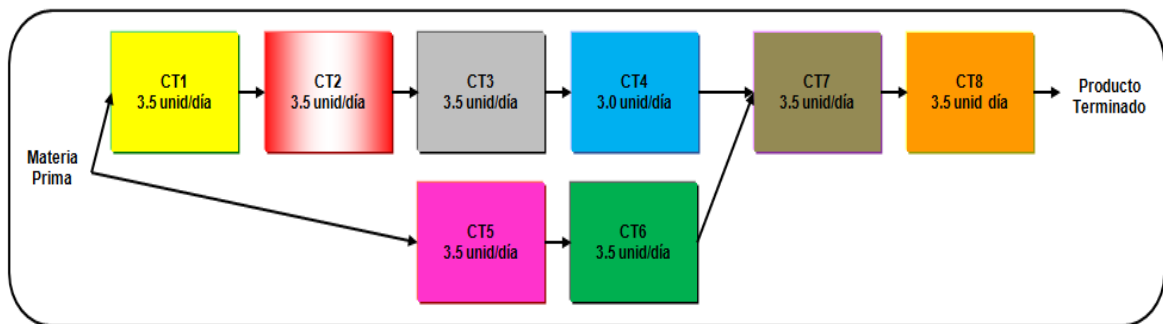 CT1
3.5 unid/día
CT2
3.5 unid/día
CT3
3.5 unid/día
CT4
3.0 unid/día
CT7
3.5 unid/día
CT8
3.5 unid día
Producto
Terminado
Materia
Prima
CT5
3.5 unid/día
CT6
3.5 unid/día